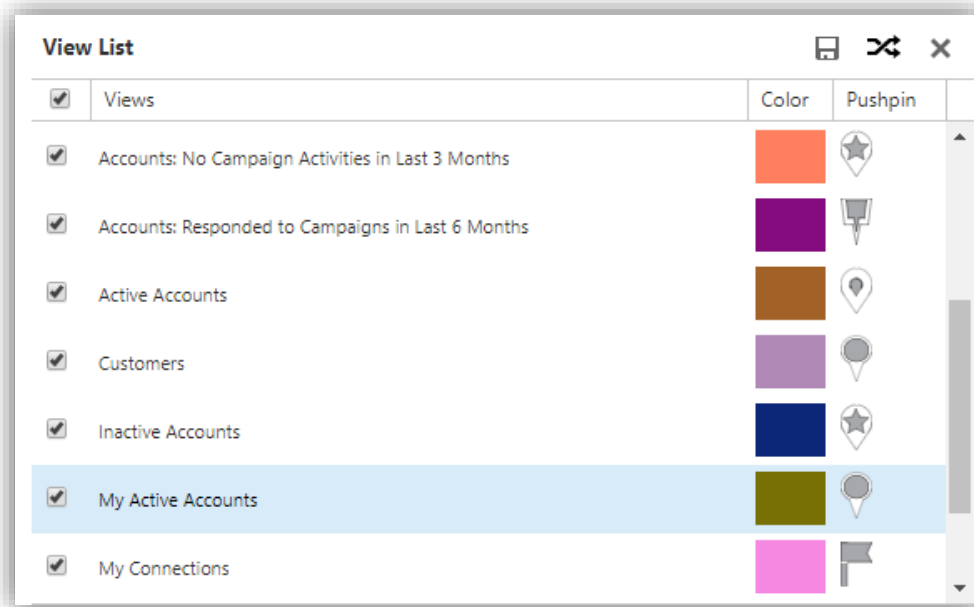 View List
Views Color Pushpin
Accounts: No Campaign Activities in Last 3 Months
Accounts: Responded to Campaigns in Last 6 Months
Active Accounts
Customers
Inactive Accounts
My Active Accounts
My Connections